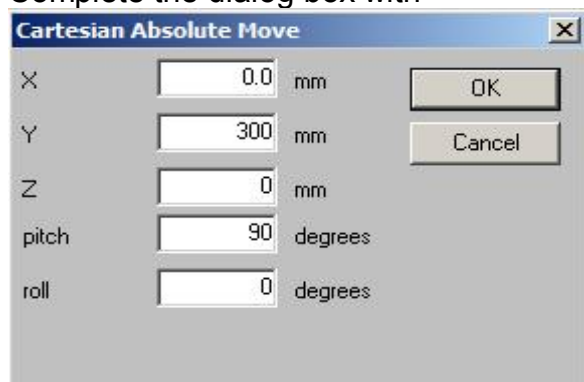 Complete the dialog box with
Cartesian Absolute Move
X 0.0 mm OK
Y 300 mm Cancel
Z 0 mm
pitch 90 degrees
roll 0 degrees